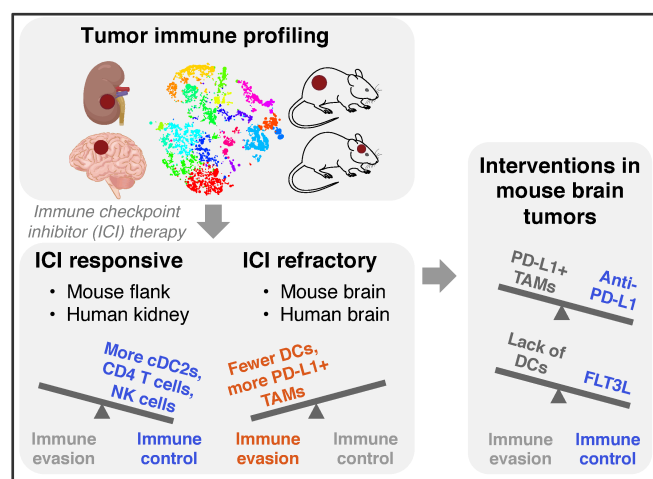 Tumor immune profiling
Immune checkpoint
inhibitor (ICI) therapy
ICI responsive
• Mouse flank
• Human kidney
More cDC2s,
CD4 T cells,
NK cells
Immune
evasion
Immune
control
ICI refractory
• Mouse brain
• Human brain
Fewer DCs,
more PD-L1+
TAMs
Immune
evasion
Immune
control
Interventions in
mouse brain
tumors
PD-L1+
TAMs
Anti-
PD-L1
Lack of
DCs
FLT3L
Immune
evasion
Immune
control